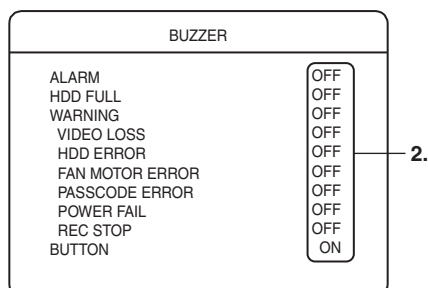 BUZZER
ALARM OFF
HDD FULL OFF
WARNING OFF
VIDEO LOSS OFF
HDD ERROR OFF 2.
FAN MOTOR ERROR OFF
PASSCODE ERROR OFF
POWER FAIL OFF
REC STOP OFF
BUTTON ON